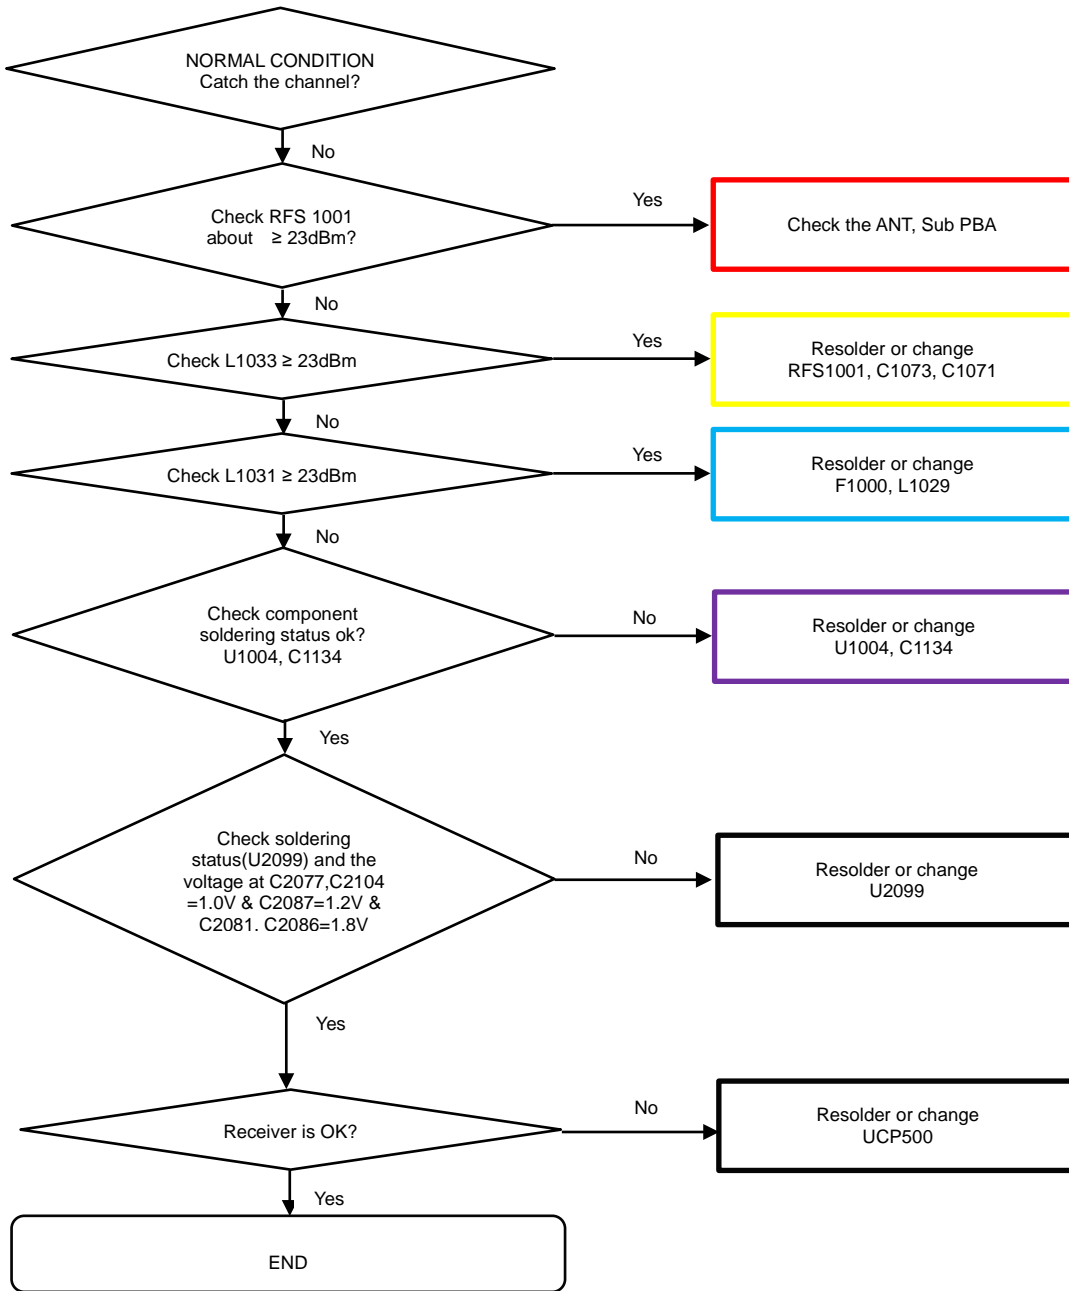 NORMAL CONDITION
Catch the channel?
No
Check RFS 1001
about ≥ 23dBm?
Yes
Check the ANT, Sub PBA
No
Check L1033 ≥ 23dBm
Yes
Resolder or change
RFS1001, C1073, C1071
No
Check L1031 ≥ 23dBm
Yes
Resolder or change
F1000, L1029
No
Check component
soldering status ok?
U1004, C1134
No
Resolder or change
U1004, C1134
Yes
Check soldering
status(U2099) and the
voltage at C2077,C2104
=1.0V & C2087=1.2V &
C2081. C2086=1.8V
No
Resolder or change
U2099
Yes
Receiver is OK?
No
Resolder or change
UCP500
Yes
END